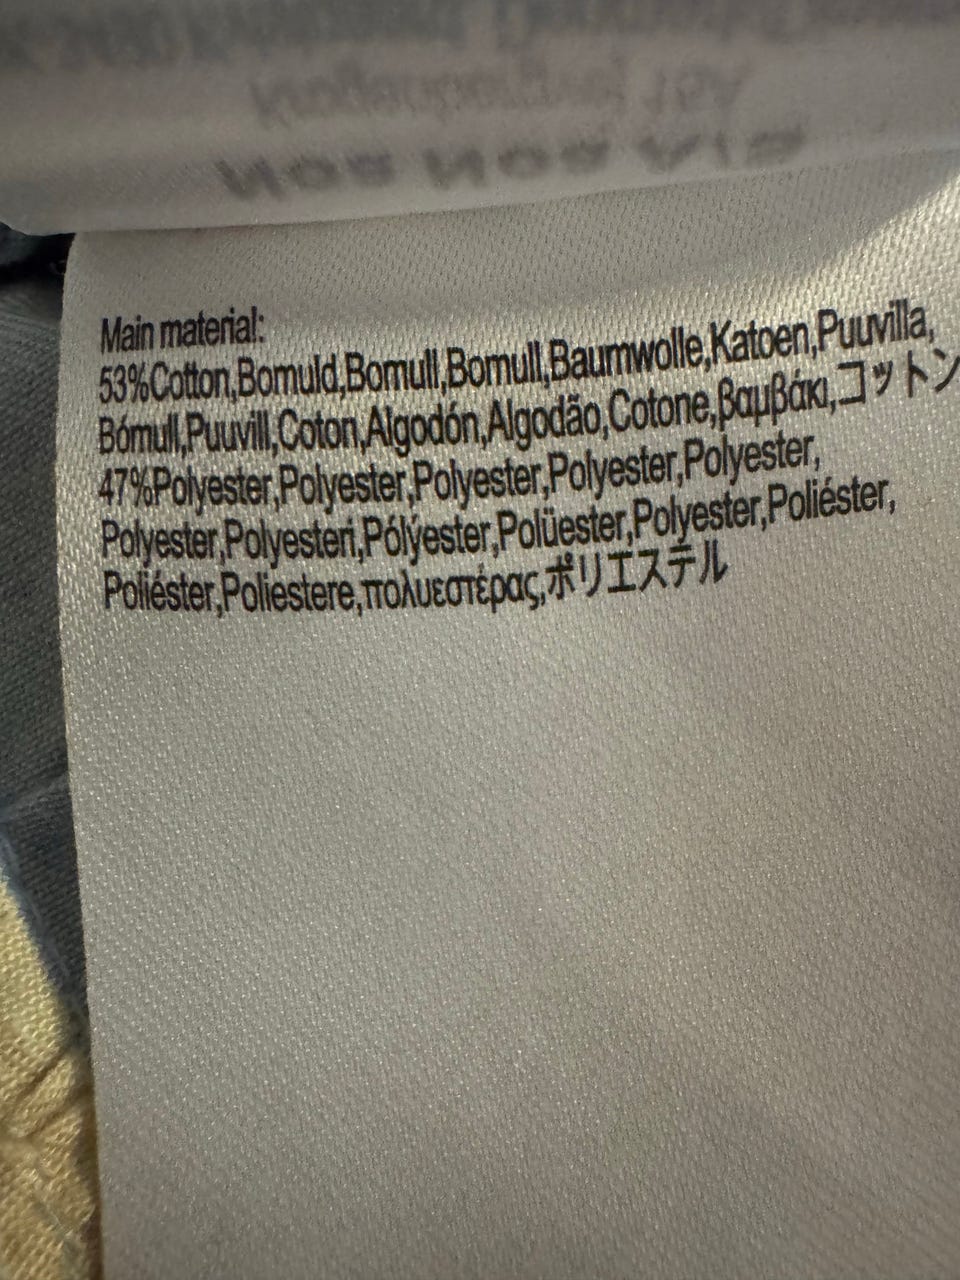 Main material:
53%Cotton,Bomuld,Bomull,Bomull,Baumwolle,Katoen,Puuvilla,
Bómull,Puuvill,Coton,Algodón,Algodão,Cotone,βαμβάκι,コットン
47%Polyester,Polyester,Polyester,Polyester,Polyester,
Polyester,Polyesteri,Pólýester,Polüester,Polyester,Poliéster,
Poliéster,Poliestere,πολυεστέρας,ポリエステル